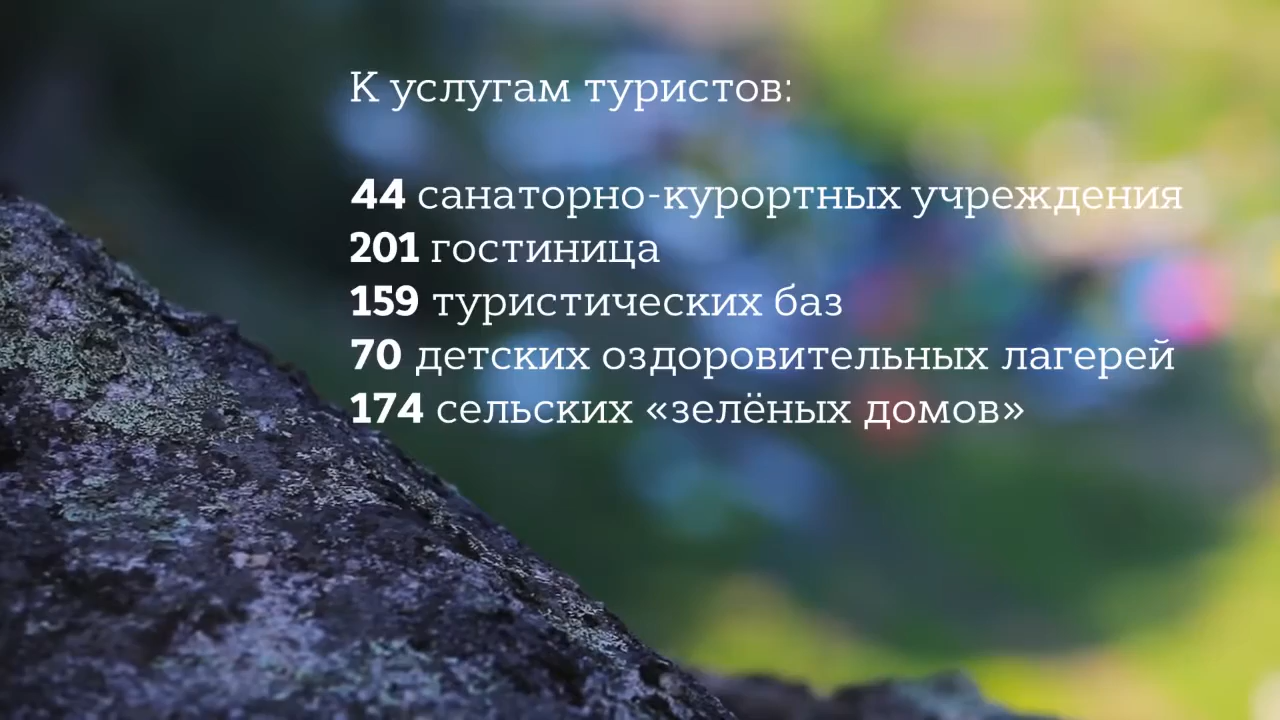 К услугам туристов:
44 санаторно-курортных учреждения
201 гостиница
159 туристических баз
70 детских оздоровительных лагерей
174 сельских «зелёных домов»